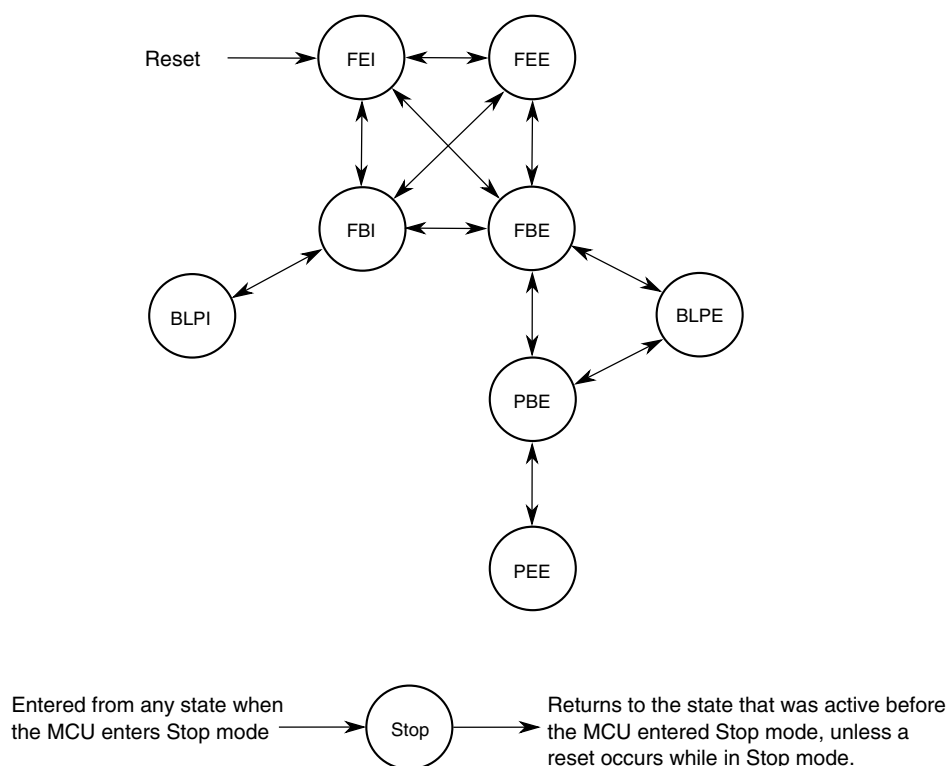 Reset
FEI
FEE
FBI
FBE
BLPI
BLPE
PBE
PEE
Entered from any state when
the MCU enters Stop mode
Stop
Returns to the state that was active before
the MCU entered Stop mode, unless a
reset occurs while in Stop mode.